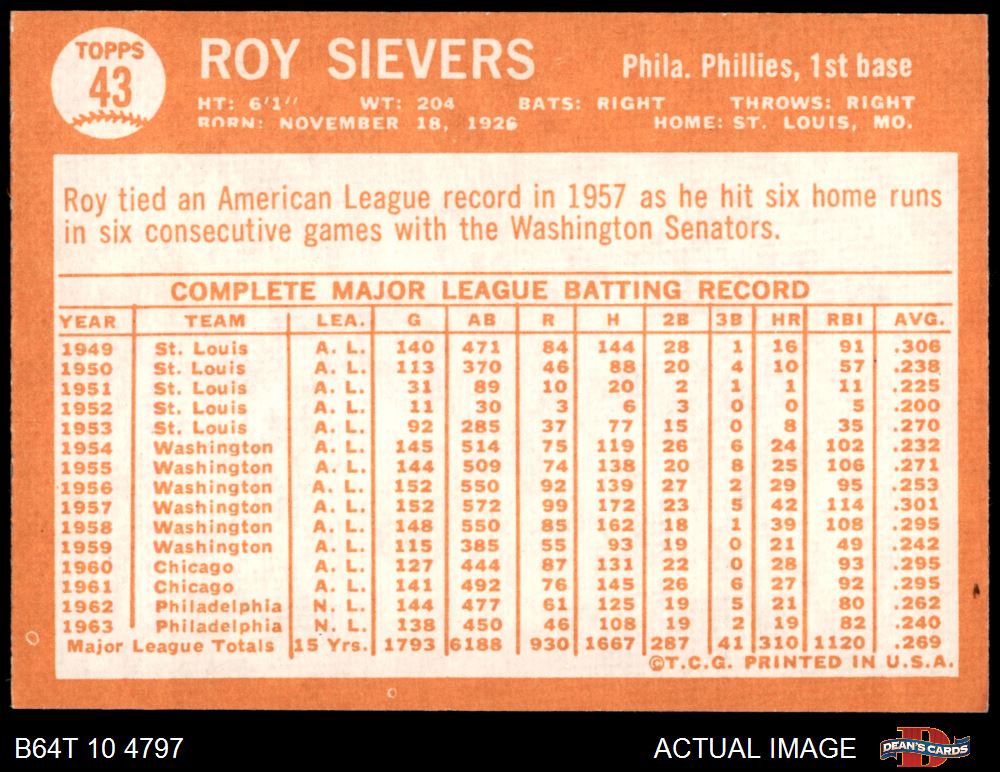 TOPPS
43
ROY SIEVERS
Phila. Phillies, 1st base
HT: 6'1" WT: 204 BATS: RIGHT THROWS: RIGHT
BORN: NOVEMBER 18, 1926 HOME: ST. LOUIS, MO.
Roy tied an American League record in 1957 as he hit six home runs
in six consecutive games with the Washington Senators.
COMPLETE MAJOR LEAGUE BATTING RECORD
YEAR TEAM LEA. G AB R H 2B 3B HR RBI AVG.
1949 St. Louis A. L. 140 471 84 144 28 1 16 91 .306
1950 St. Louis A. L. 113 370 46 88 20 4 10 57 .238
1951 St. Louis A. L. 31 89 10 20 2 1 1 11 .225
1952 St. Louis A. L. 11 30 3 6 3 0 0 5 .200
1953 St. Louis A. L. 92 285 37 77 15 0 8 35 .270
1954 Washington A. L. 145 514 75 119 26 6 24 102 .232
1955 Washington A. L. 144 509 74 138 20 8 25 106 .271
1956 Washington A. L. 152 550 92 139 27 2 29 95 .253
1957 Washington A. L. 152 572 99 172 23 5 42 114 .301
1958 Washington A. L. 148 550 85 162 18 1 39 108 .295
1959 Washington A. L. 115 385 55 93 19 0 21 49 .242
1960 Chicago A. L. 127 444 87 131 22 0 28 93 .295
1961 Chicago A. L. 141 492 76 145 26 6 27 92 .295
1962 Philadelphia N. L. 144 477 61 125 19 5 21 80 .262
1963 Philadelphia N. L. 138 450 46 108 19 2 19 82 .240
Major League Totals 15 Yrs. 1793 6188 930 1667 287 41 310 1120 .269
©T.C.G. PRINTED IN U.S.A.
B64T 10 4797
ACTUAL IMAGE
DEAN'S CARDS